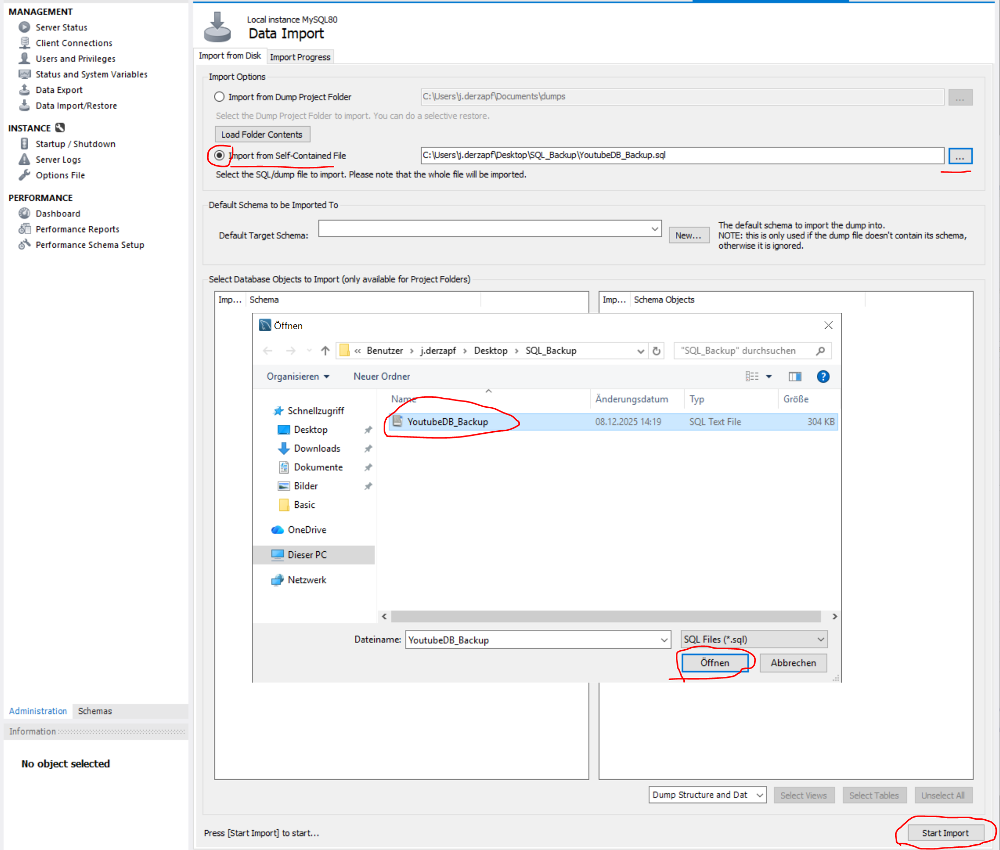 MANAGEMENT
Server Status
Client Connections
Users and Privileges
Status and System Variables
Data Export
Data Import/Restore
INSTANCE
Startup / Shutdown
Server Logs
Options File
PERFORMANCE
Dashboard
Performance Reports
Performance Schema Setup
Administration Schemas
Information
No object selected
Local instance MySQL80
Data Import
Import from Disk Import Progress
Import Options
Import from Dump Project Folder C:\Users\j.derzapf\Documents\dumps ...
Select the Dump Project Folder to import. You can do a selective restore.
Load Folder Contents
Import from Self-Contained File C:\Users\j.derzapf\Desktop\SQL_Backup\YoutubeDB_Backup.sql ...
Select the SQL/dump file to import. Please note that the whole file will be imported.
Default Schema to be Imported To
Default Target Schema: New...
The default schema to import the dump into.
NOTE: this is only used if the dump file doesn't contain its schema,
otherwise it is ignored.
Select Database Objects to Import (only available for Project Folders)
Imp... Schema Imp... Schema Objects
Öffnen
« Benutzer › j.derzapf › Desktop › SQL_Backup "SQL_Backup" durchsuchen
Organisieren Neuer Ordner
Name Änderungsdatum Typ Größe
YoutubeDB_Backup 08.12.2025 14:19 SQL Text File 304 KB
Schnellzugriff
Desktop
Downloads
Dokumente
Bilder
Basic
OneDrive
Dieser PC
Netzwerk
Dateiname: YoutubeDB_Backup SQL Files (*.sql)
Öffnen Abbrechen
Dump Structure and Dat Select Views Select Tables Unselect All
Press [Start Import] to start... Start Import